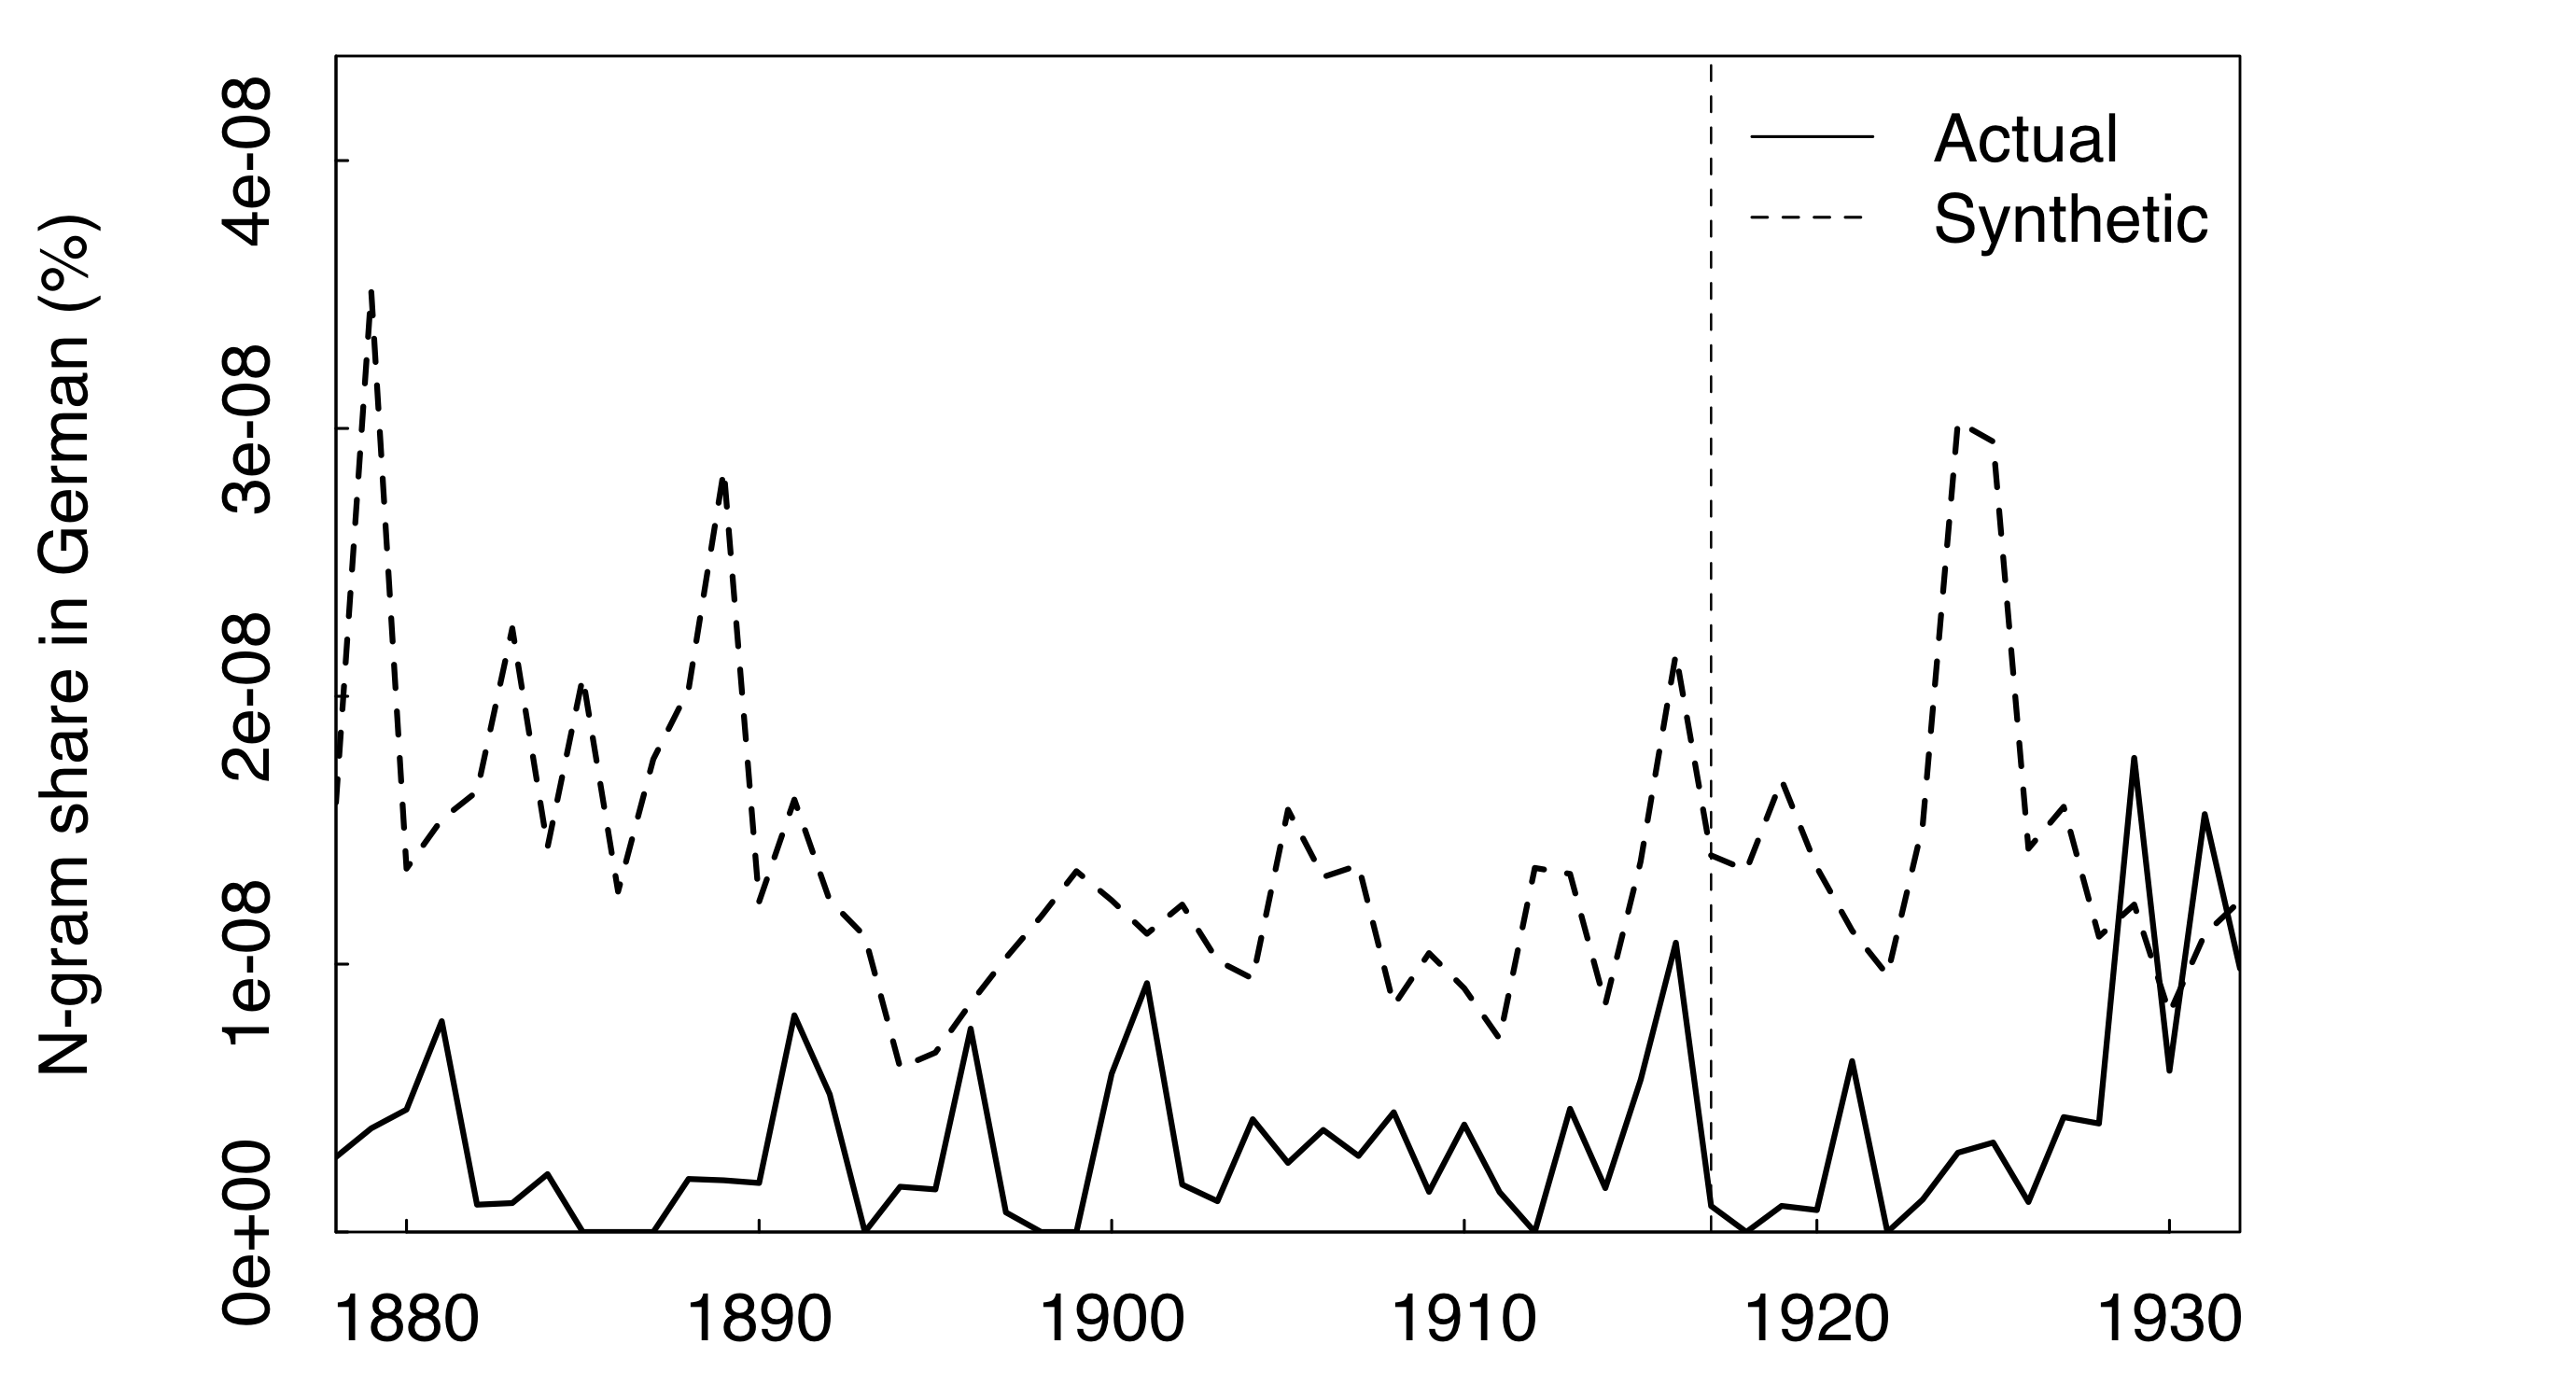 N-gram share in German (%)
4e-08
3e-08
2e-08
1e-08
0e+00
Actual
Synthetic
1880 1890 1900 1910 1920 1930